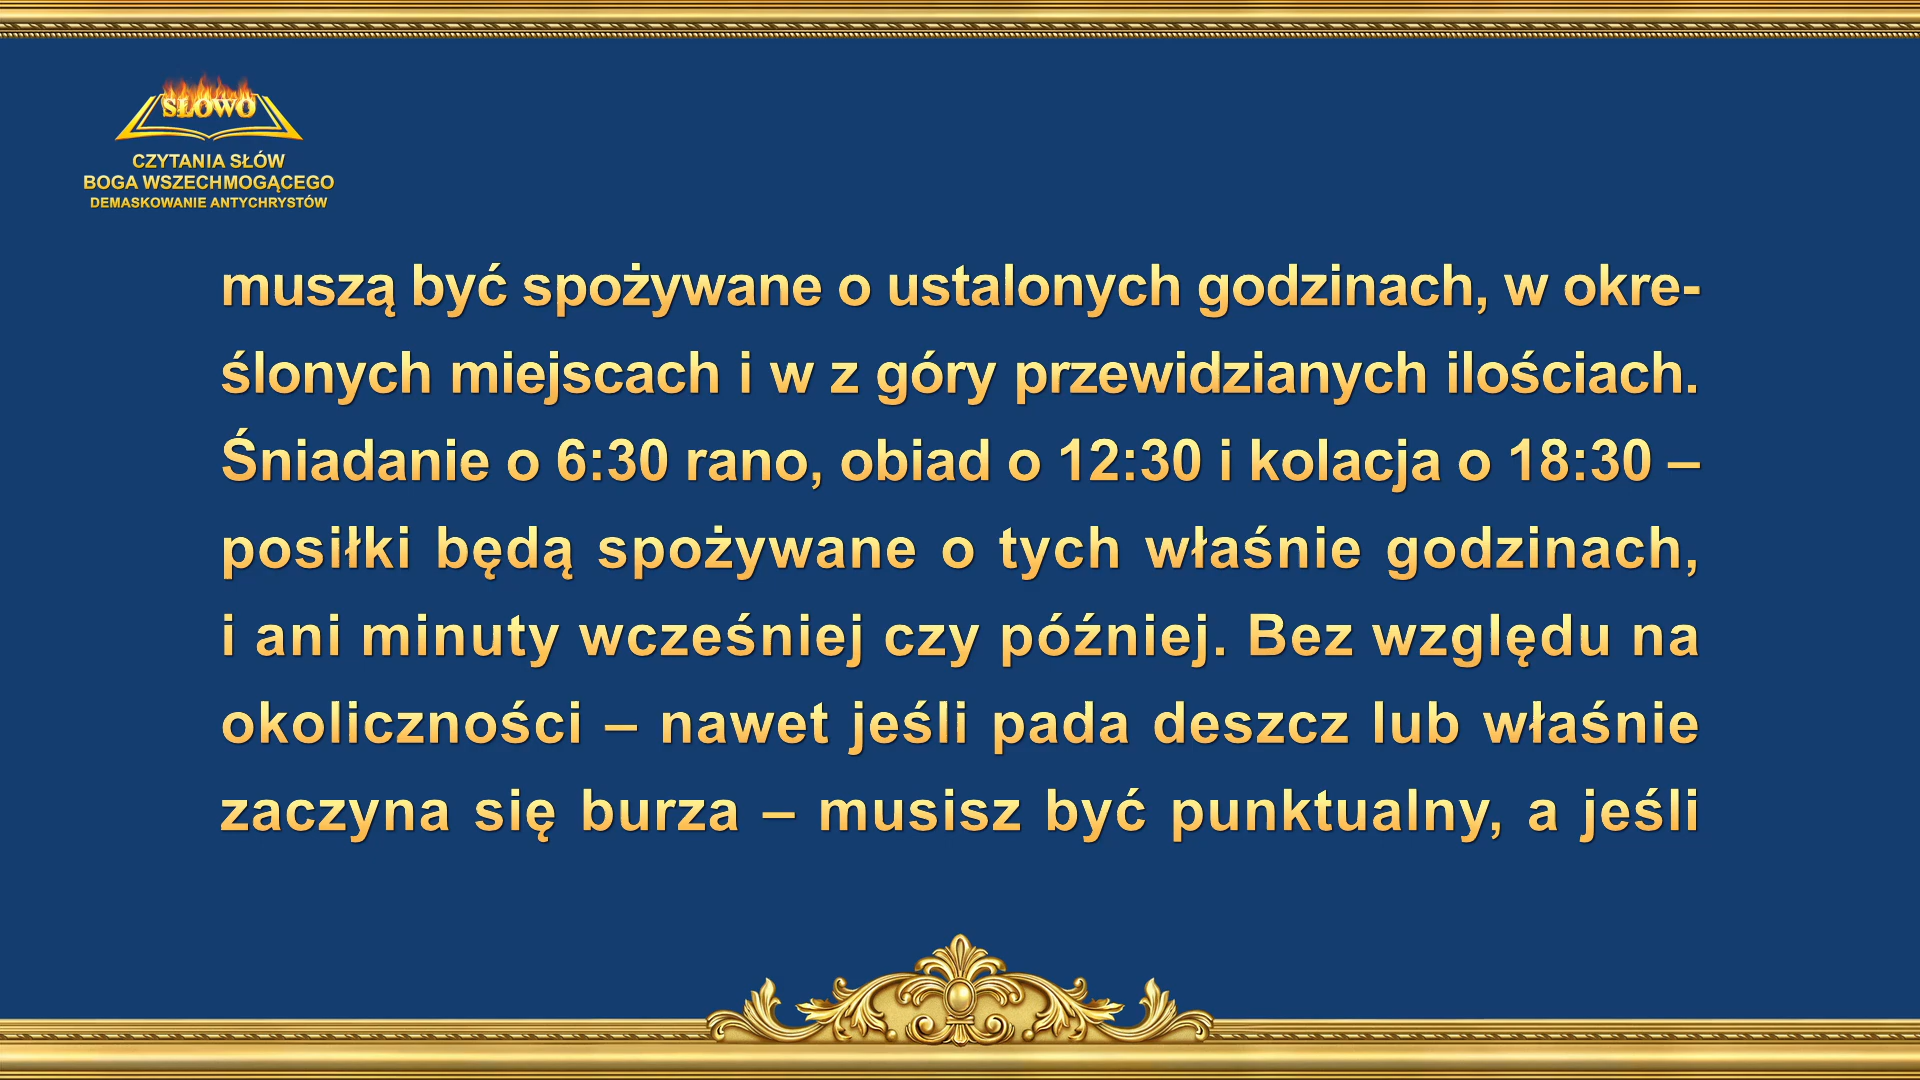 SŁOWO
CZYTANIA SŁÓW
BOGA WSZECHMOGĄCEGO
DEMASKOWANIE ANTYCHRYSTÓW
muszą być spożywane o ustalonych godzinach, w okre-
ślonych miejscach i w z góry przewidzianych ilościach.
Śniadanie o 6:30 rano, obiad o 12:30 i kolacja o 18:30 –
posiłki będą spożywane o tych właśnie godzinach,
i ani minuty wcześniej czy później. Bez względu na
okoliczności – nawet jeśli pada deszcz lub właśnie
zaczyna się burza – musisz być punktualny, a jeśli